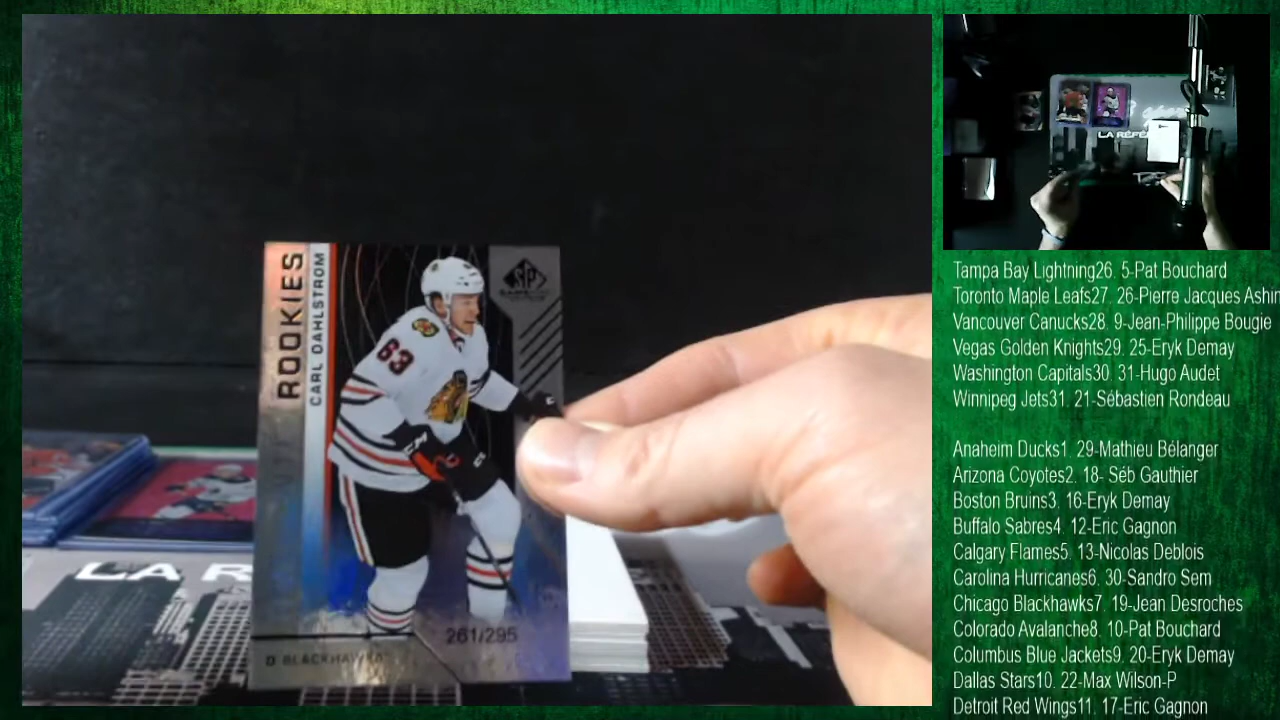 ROOKIES
CARL DAHLSTROM
SP
63
CCM
261/295
D BLACKHAWKS
LA R
LA RÉFÉ
Tampa Bay Lightning26. 5-Pat Bouchard
Toronto Maple Leafs27. 26-Pierre Jacques Ashin
Vancouver Canucks28. 9-Jean-Philippe Bougie
Vegas Golden Knights29. 25-Eryk Demay
Washington Capitals30. 31-Hugo Audet
Winnipeg Jets31. 21-Sébastien Rondeau
Anaheim Ducks1. 29-Mathieu Bélanger
Arizona Coyotes2. 18- Séb Gauthier
Boston Bruins3. 16-Eryk Demay
Buffalo Sabres4. 12-Eric Gagnon
Calgary Flames5. 13-Nicolas Deblois
Carolina Hurricanes6. 30-Sandro Sem
Chicago Blackhawks7. 19-Jean Desroches
Colorado Avalanche8. 10-Pat Bouchard
Columbus Blue Jackets9. 20-Eryk Demay
Dallas Stars10. 22-Max Wilson-P
Detroit Red Wings11. 17-Eric Gagnon